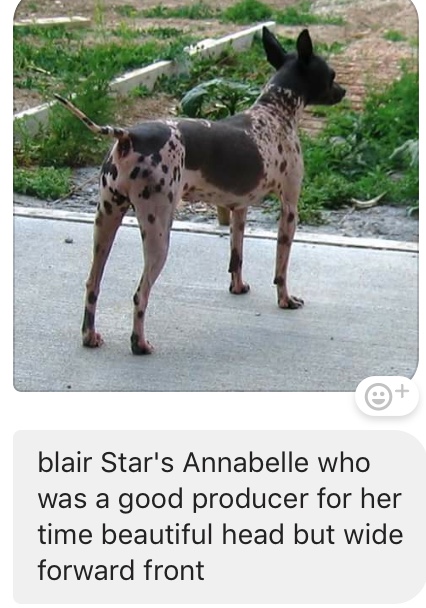 blair Star's Annabelle who
was a good producer for her
time beautiful head but wide
forward front